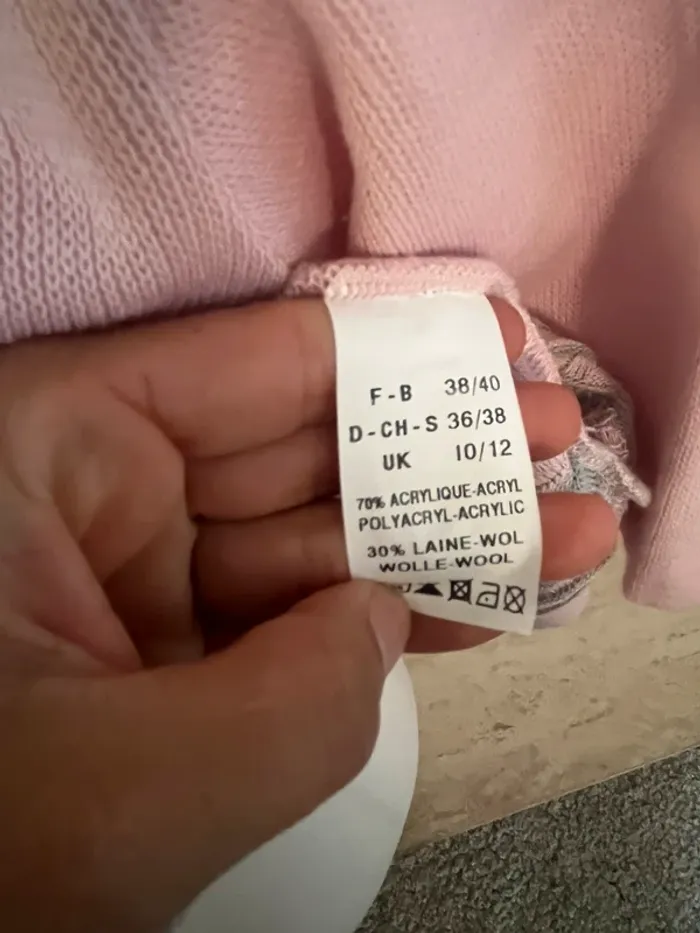 F-B 38/40
D-CH-S 36/38
UK 10/12
70% ACRYLIQUE-ACRYL
POLYACRYL-ACRYLIC
30% LAINE-WOL
WOLLE-WOOL